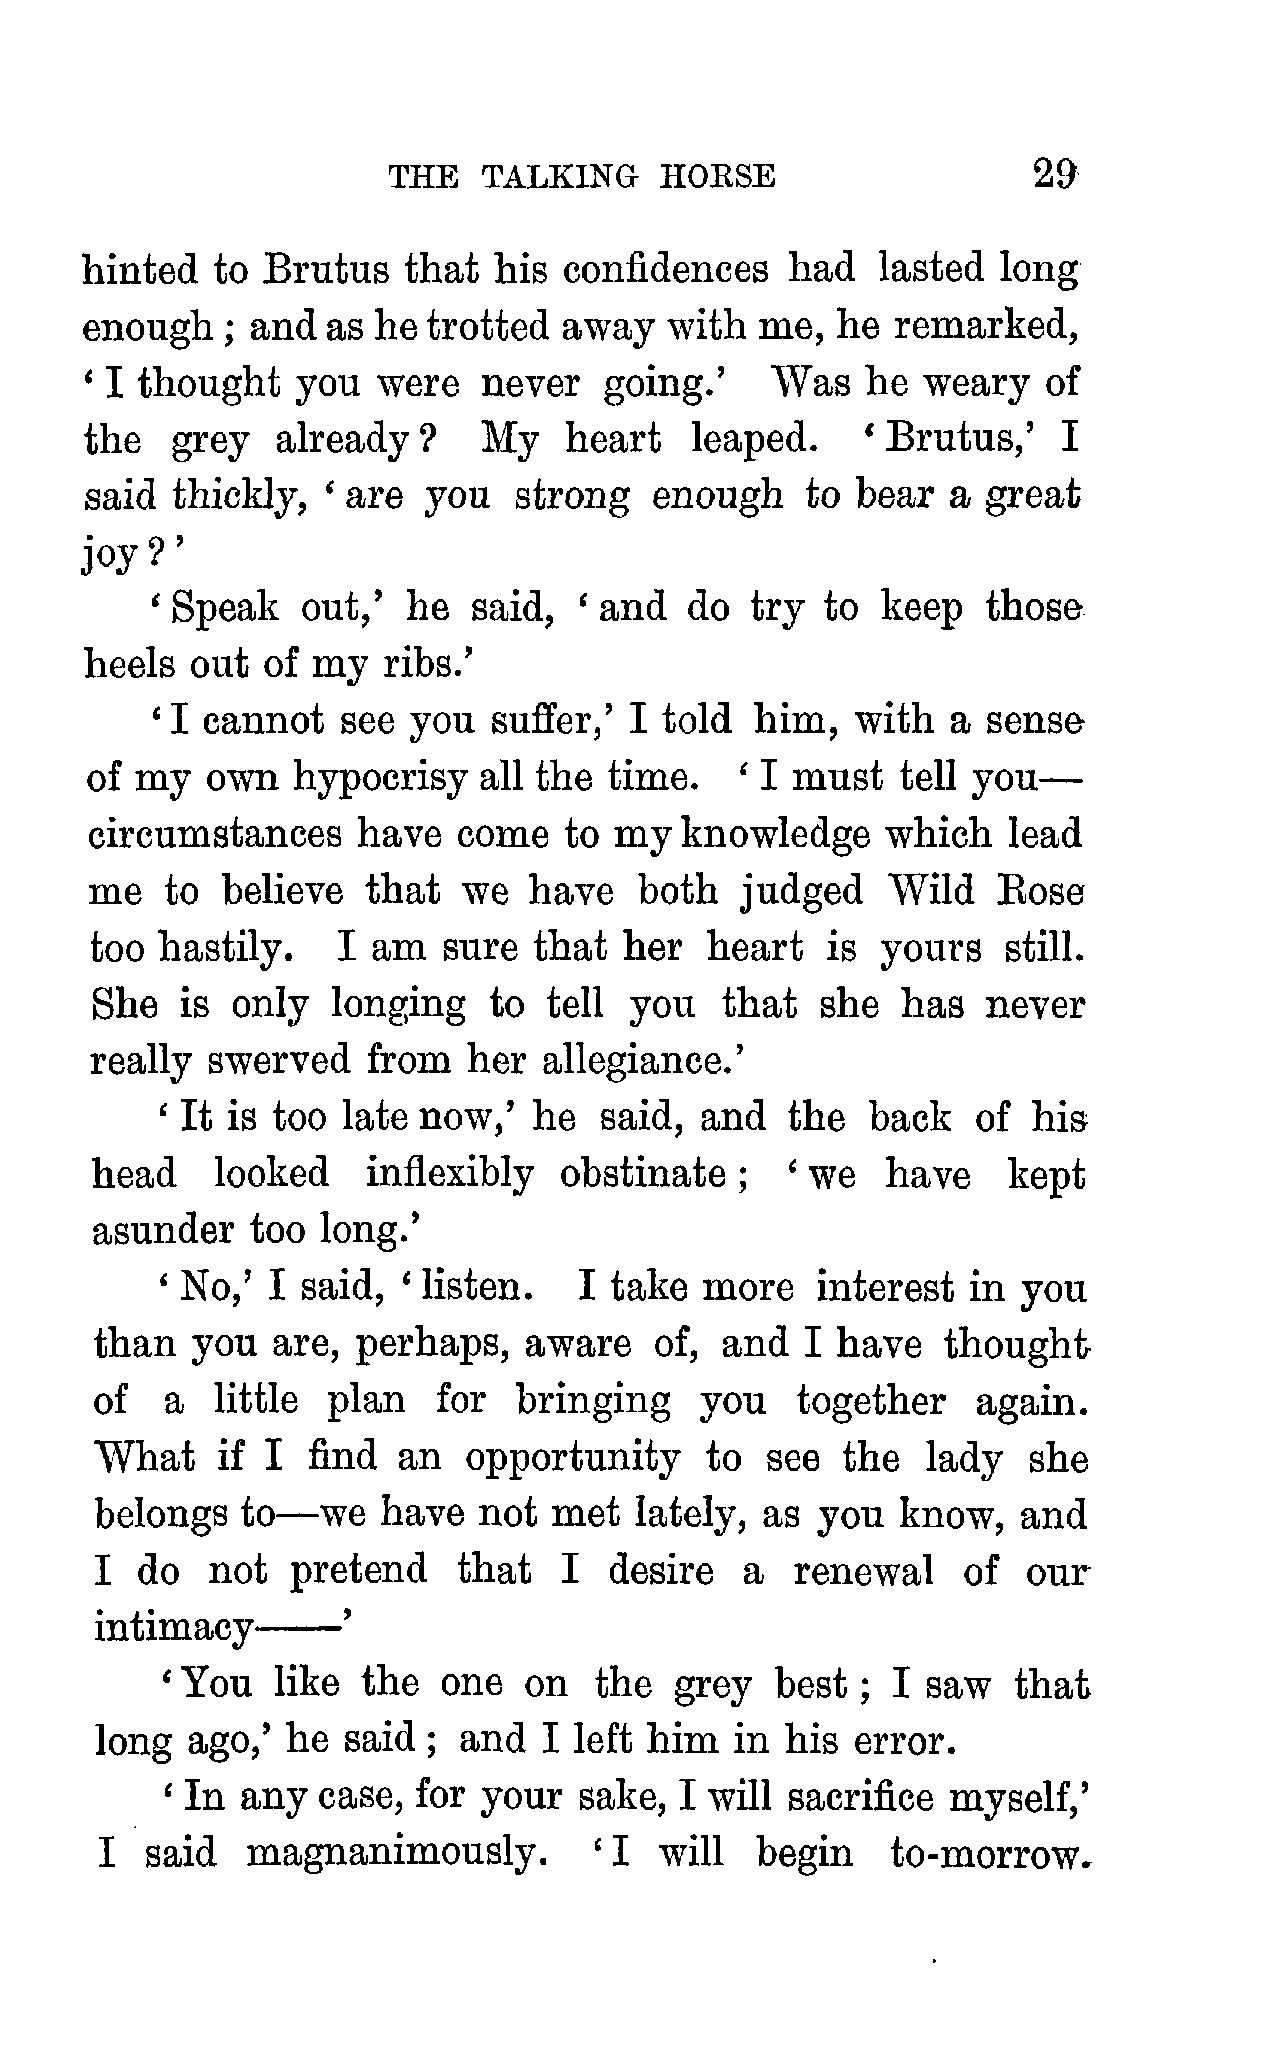 THE TALKING HORSE 29
hinted to Brutus that his confidences had lasted long
enough ; and as he trotted away with me, he remarked,
‘ I thought you were never going.’ Was he weary of
the grey already ? My heart leaped. ‘ Brutus,’ I
said thickly, ‘ are you strong enough to bear a great
joy ? ’
‘ Speak out,’ he said, ‘ and do try to keep those
heels out of my ribs.’
‘ I cannot see you suffer,’ I told him, with a sense
of my own hypocrisy all the time. ‘ I must tell you—
circumstances have come to my knowledge which lead
me to believe that we have both judged Wild Rose
too hastily. I am sure that her heart is yours still.
She is only longing to tell you that she has never
really swerved from her allegiance.’
‘ It is too late now,’ he said, and the back of his
head looked inflexibly obstinate ; ‘ we have kept
asunder too long.’
‘ No,’ I said, ‘ listen. I take more interest in you
than you are, perhaps, aware of, and I have thought
of a little plan for bringing you together again.
What if I find an opportunity to see the lady she
belongs to—we have not met lately, as you know, and
I do not pretend that I desire a renewal of our
intimacy——’
‘ You like the one on the grey best ; I saw that
long ago,’ he said ; and I left him in his error.
‘ In any case, for your sake, I will sacrifice myself,’
I said magnanimously. ‘ I will begin to-morrow.